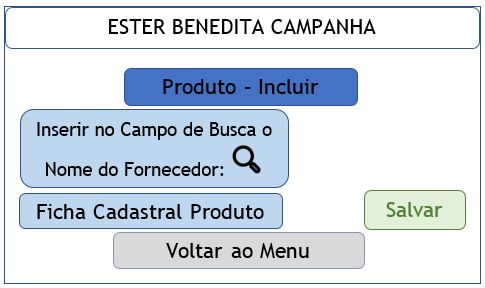 ESTER BENEDITA CAMPANHA
Produto - Incluir
Inserir no Campo de Busca o
Nome do Fornecedor:
Ficha Cadastral Produto
Salvar
Voltar ao Menu